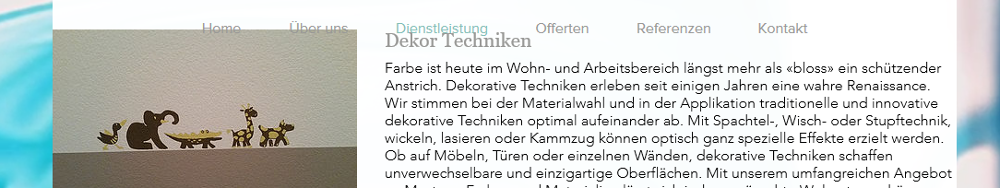 Home Über uns Dienstleistung Offerten Referenzen Kontakt
Dekor Techniken
Farbe ist heute im Wohn- und Arbeitsbereich längst mehr als «bloss» ein schützender
Anstrich. Dekorative Techniken erleben seit einigen Jahren eine wahre Renaissance.
Wir stimmen bei der Materialwahl und in der Applikation traditionelle und innovative
dekorative Techniken optimal aufeinander ab. Mit Spachtel-, Wisch- oder Stupftechnik,
wickeln, lasieren oder Kammzug können optisch ganz spezielle Effekte erzielt werden.
Ob auf Möbeln, Türen oder einzelnen Wänden, dekorative Techniken schaffen
unverwechselbare und einzigartige Oberflächen. Mit unserem umfangreichen Angebot